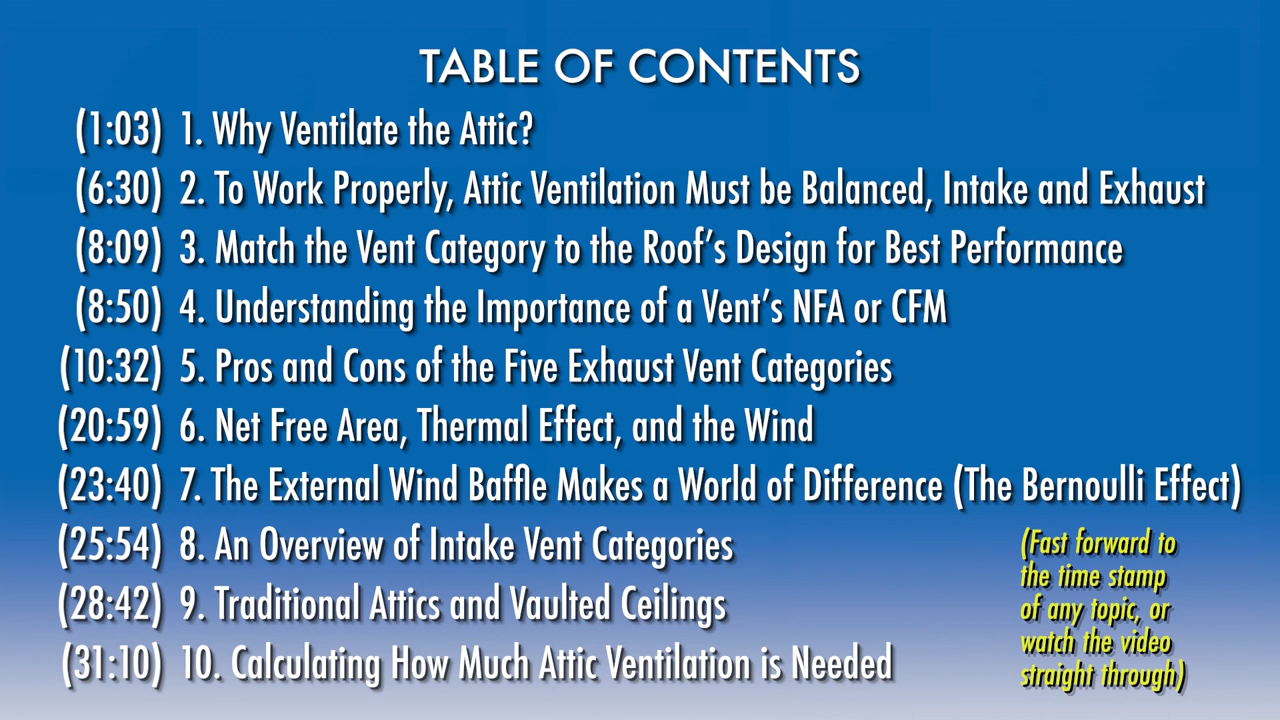 TABLE OF CONTENTS
(1:03) 1. Why Ventilate the Attic?
(6:30) 2. To Work Properly, Attic Ventilation Must be Balanced, Intake and Exhaust
(8:09) 3. Match the Vent Category to the Roof's Design for Best Performance
(8:50) 4. Understanding the Importance of a Vent's NFA or CFM
(10:32) 5. Pros and Cons of the Five Exhaust Vent Categories
(20:59) 6. Net Free Area, Thermal Effect, and the Wind
(23:40) 7. The External Wind Baffle Makes a World of Difference (The Bernoulli Effect)
(25:54) 8. An Overview of Intake Vent Categories
(28:42) 9. Traditional Attics and Vaulted Ceilings
(31:10) 10. Calculating How Much Attic Ventilation is Needed
(Fast forward to
the time stamp
of any topic, or
watch the video
straight through)